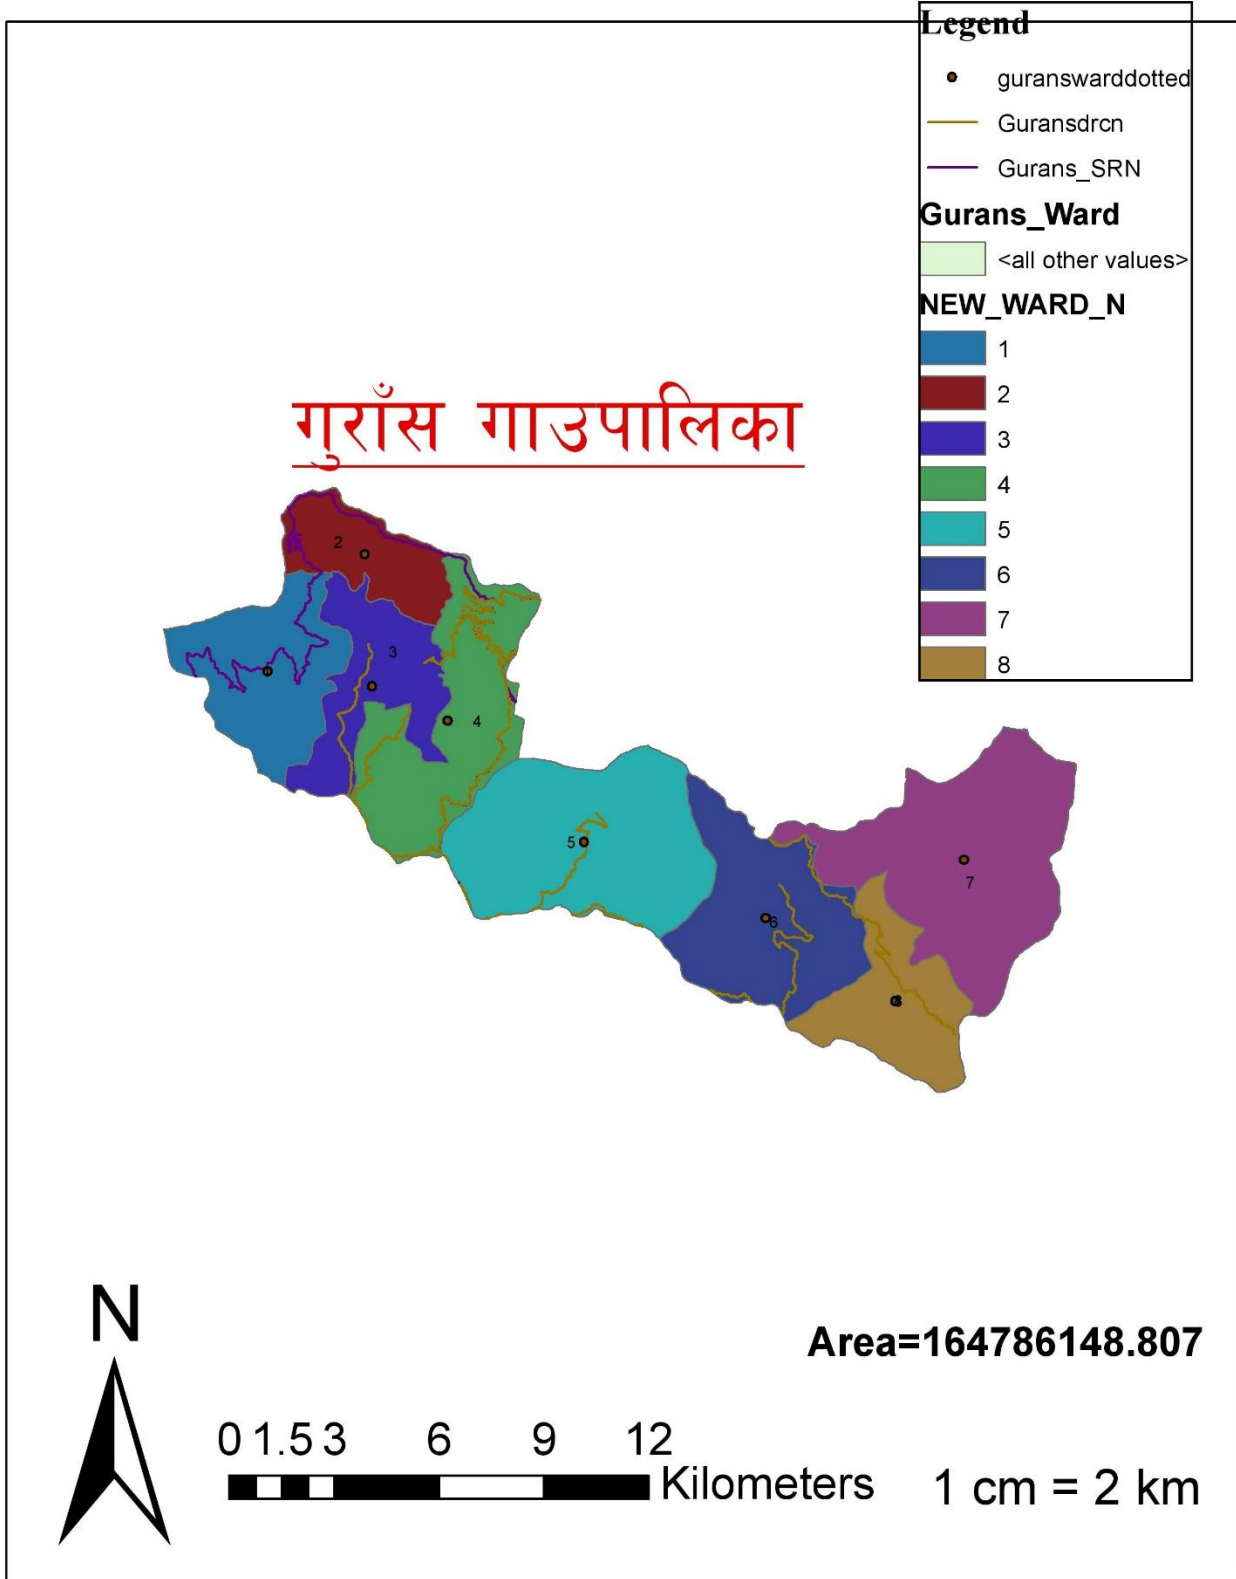 Legend
guranswarddotted
Guransdrcn
Gurans_SRN
Gurans_Ward
<all other values>
NEW_WARD_N
1
2
3
4
5
6
7
8
गुराँस गाउपालिका
2
3
1
4
5
7
6
8
N
Area=164786148.807
0 1.5 3 6 9 12
Kilometers
1 cm = 2 km